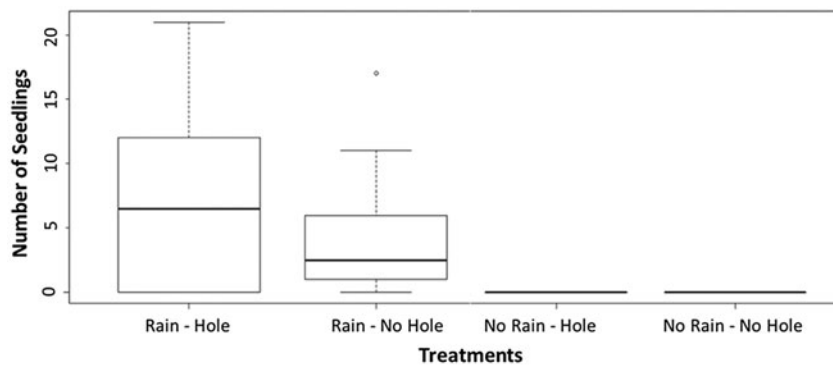 Number of Seedlings
20
15
10
5
0
Rain - Hole
Rain - No Hole
No Rain - Hole
No Rain - No Hole
Treatments